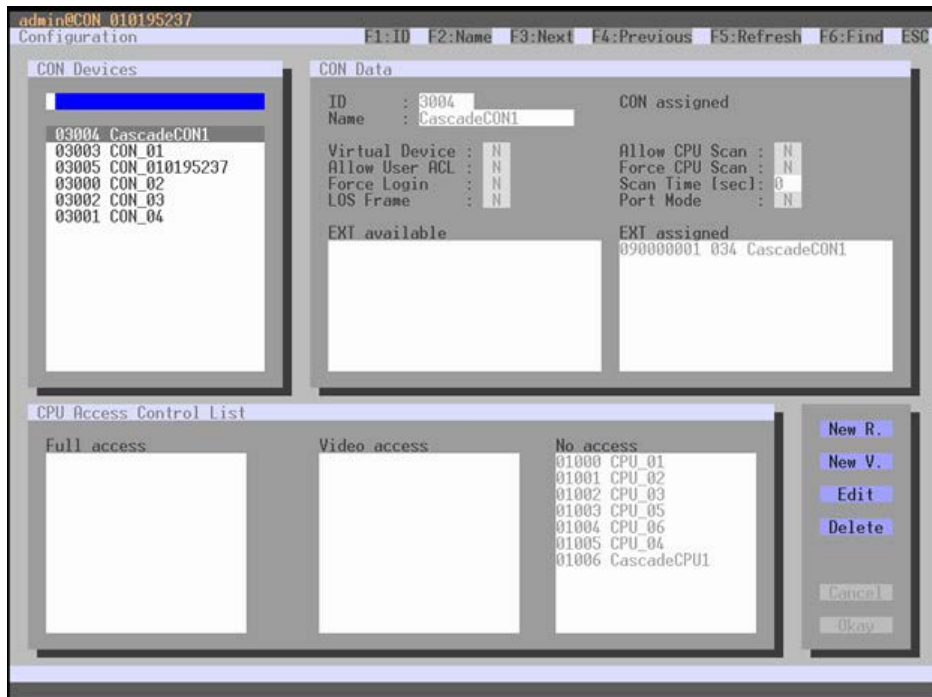 admin@CON_010195237
Configuration F1:ID F2:Name F3:Next F4:Previous F5:Refresh F6:Find ESC
CON Devices
03004 CascadeCON1
03003 CON_01
03005 CON_010195237
03000 CON_02
03002 CON_03
03001 CON_04
CON Data
ID : 3004 CON assigned
Name : CascadeCON1
Virtual Device : N Allow CPU Scan : N
Allow User ACL : N Force CPU Scan : N
Force Login : N Scan Time [sec]: 0
LOS Frame : N Port Mode : N
EXT available EXT assigned
090000001 034 CascadeCON1
CPU Access Control List
Full access Video access No access
01000 CPU_01
01001 CPU_02
01002 CPU_03
01003 CPU_05
01004 CPU_06
01005 CPU_04
01006 CascadeCPU1
New R.
New V.
Edit
Delete
Cancel
Okay